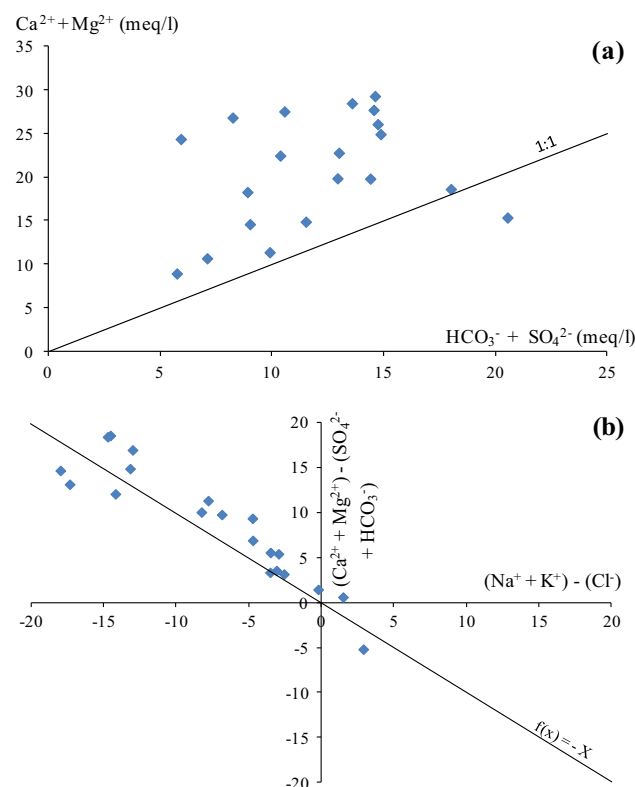 Ca²⁺+Mg²⁺ (meq/l)
(a)
35
30
25
20
15
10
5
0
1:1
HCO₃⁻ + SO₄²⁻ (meq/l)
0 5 10 15 20 25
(b)
20
15
10
5
0
-5
-10
-15
-20
(Ca²⁺ + Mg²⁺) - (SO₄²⁻
+ HCO₃⁻)
(Na⁺ + K⁺) - (Cl⁻)
-20 -15 -10 -5 0 5 10 15 20
f(x) = - X